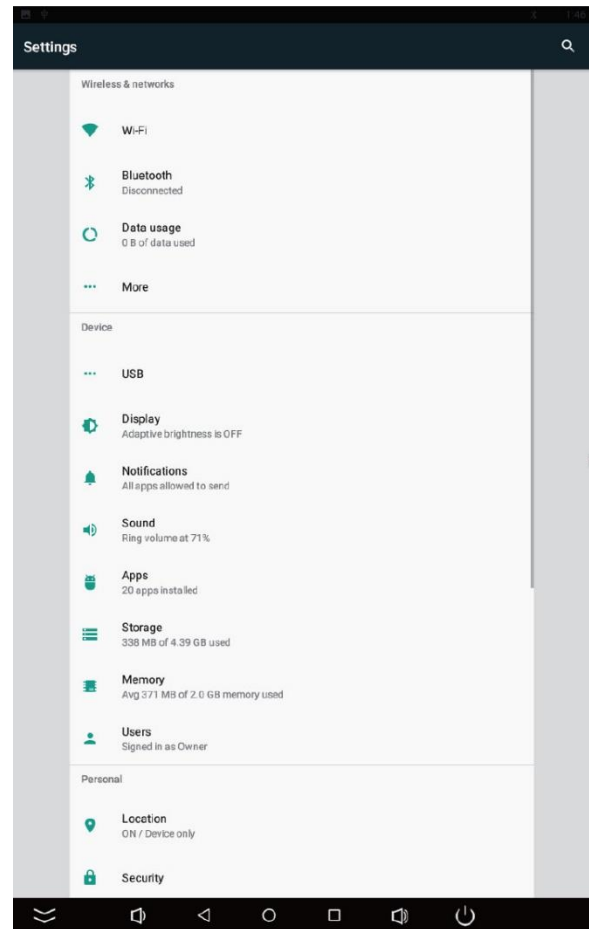 1:46
Settings
Wireless & networks
Wi-Fi
Bluetooth
Disconnected
Data usage
0 B of data used
More
Device
USB
Display
Adaptive brightness is OFF
Notifications
All apps allowed to send
Sound
Ring volume at 71%
Apps
20 apps installed
Storage
338 MB of 4.39 GB used
Memory
Avg 371 MB of 2.0 GB memory used
Users
Signed in as Owner
Personal
Location
ON / Device only
Security